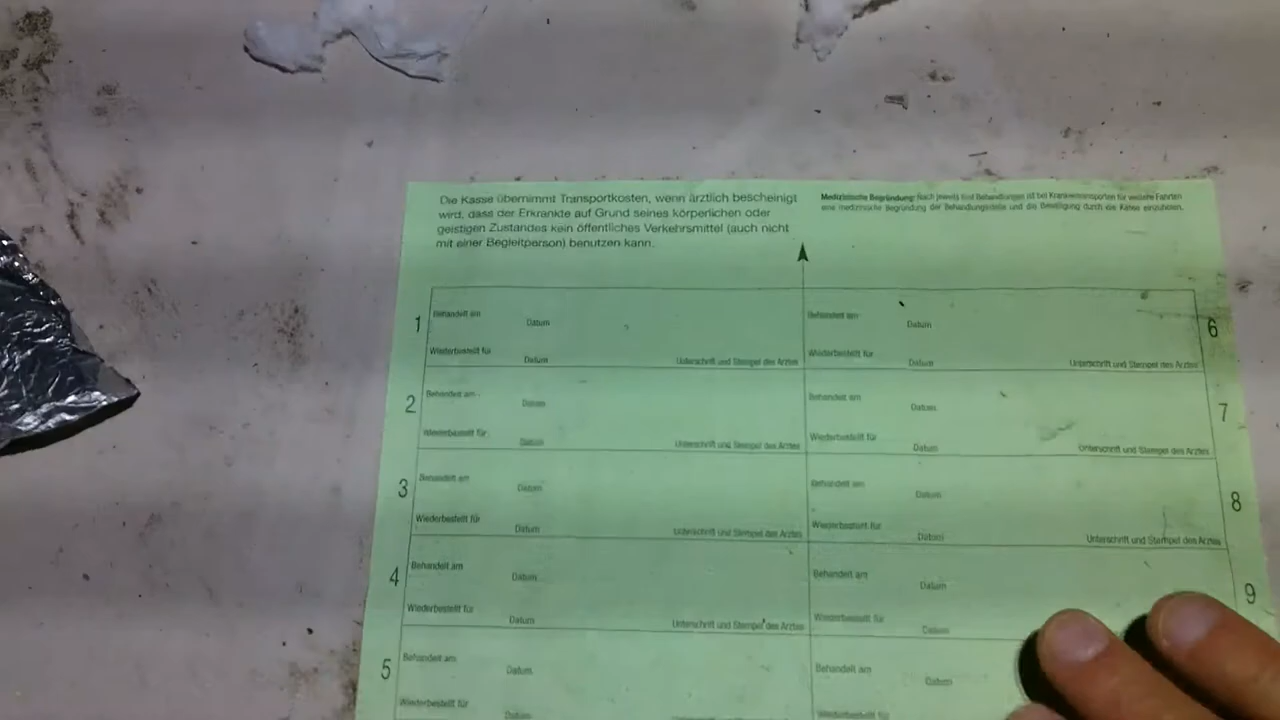 Die Kasse übernimmt Transportkosten, wenn ärztlich bescheinigt
wird, dass der Erkrankte auf Grund seines körperlichen oder
geistigen Zustandes kein öffentliches Verkehrsmittel (auch nicht
mit einer Begleitperson) benutzen kann.
Medizinische Begründung: Nach jeweils fünf Behandlungen ist bei Krankentransporten für weitere Fahrten
eine medizinische Begründung der Behandlungsstelle und die Bewilligung durch die Kasse einzuholen.
1
Behandelt am
Datum
Wiederbestellt für
Datum
Unterschrift und Stempel des Arztes
6
Behandelt am
Datum
Wiederbestellt für
Datum
Unterschrift und Stempel des Arztes
2
Behandelt am
Datum
Wiederbestellt für
Datum
Unterschrift und Stempel des Arztes
7
Behandelt am
Datum
Wiederbestellt für
Datum
Unterschrift und Stempel des Arztes
3
Behandelt am
Datum
Wiederbestellt für
Datum
Unterschrift und Stempel des Arztes
8
Behandelt am
Datum
Wiederbestellt für
Datum
Unterschrift und Stempel des Arztes
4
Behandelt am
Datum
Wiederbestellt für
Datum
Unterschrift und Stempel des Arztes
9
Behandelt am
Datum
Wiederbestellt für
Datum
5
Behandelt am
Datum
Wiederbestellt für
Datum
Behandelt am
Datum
Wiederbestellt für